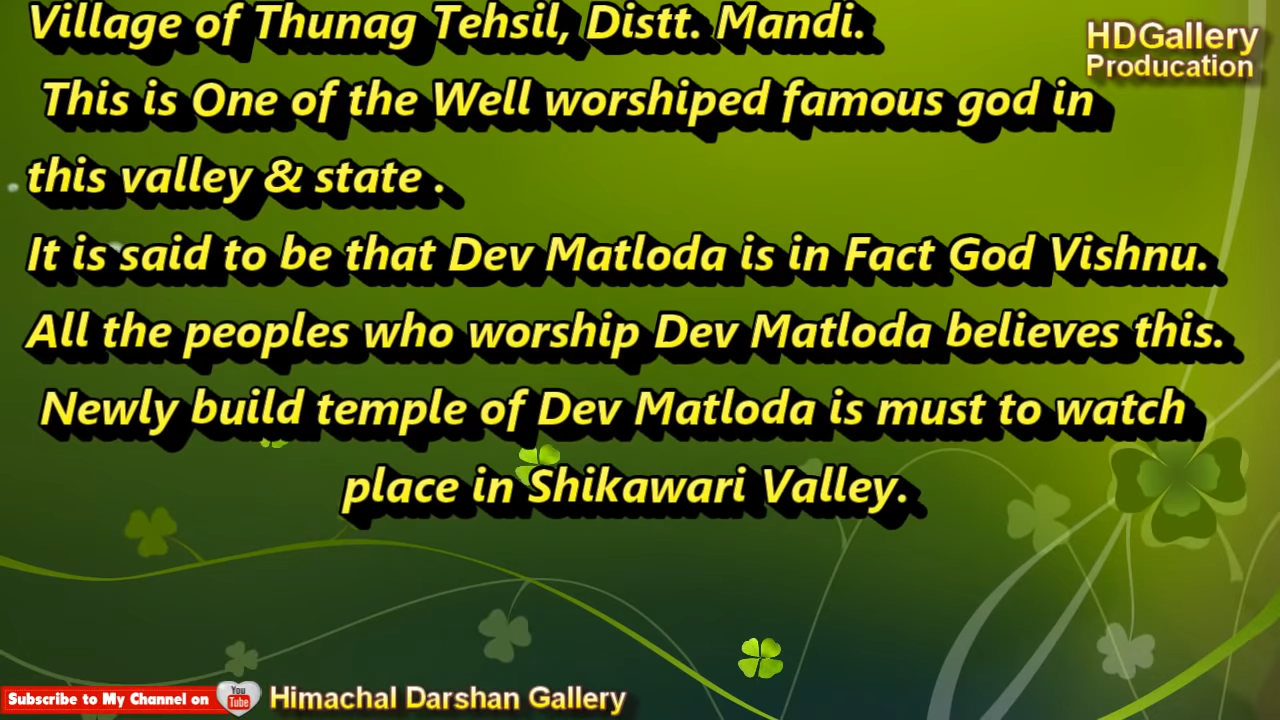 Village of Thunag Tehsil, Distt. Mandi.
HDGallery
Producation
This is One of the Well worshiped famous god in
this valley & state .
It is said to be that Dev Matloda is in Fact God Vishnu.
All the peoples who worship Dev Matloda believes this.
Newly build temple of Dev Matloda is must to watch
place in Shikawari Valley.
Subscribe to My Channel on You Tube Himachal Darshan Gallery